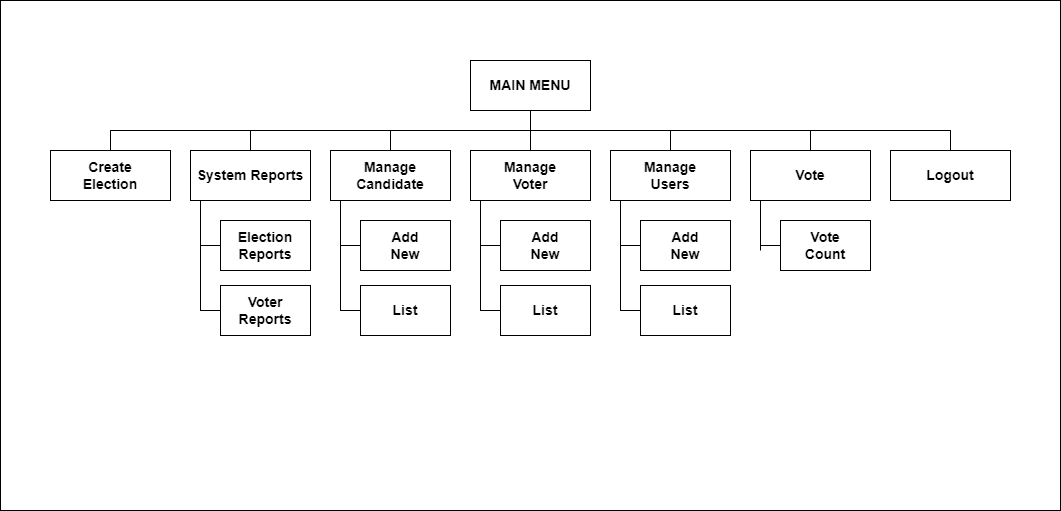 MAIN MENU
Create
Election
System Reports
Manage
Candidate
Manage
Voter
Manage
Users
Vote
Logout
Election
Reports
Add
New
Add
New
Add
New
Vote
Count
Voter
Reports
List
List
List